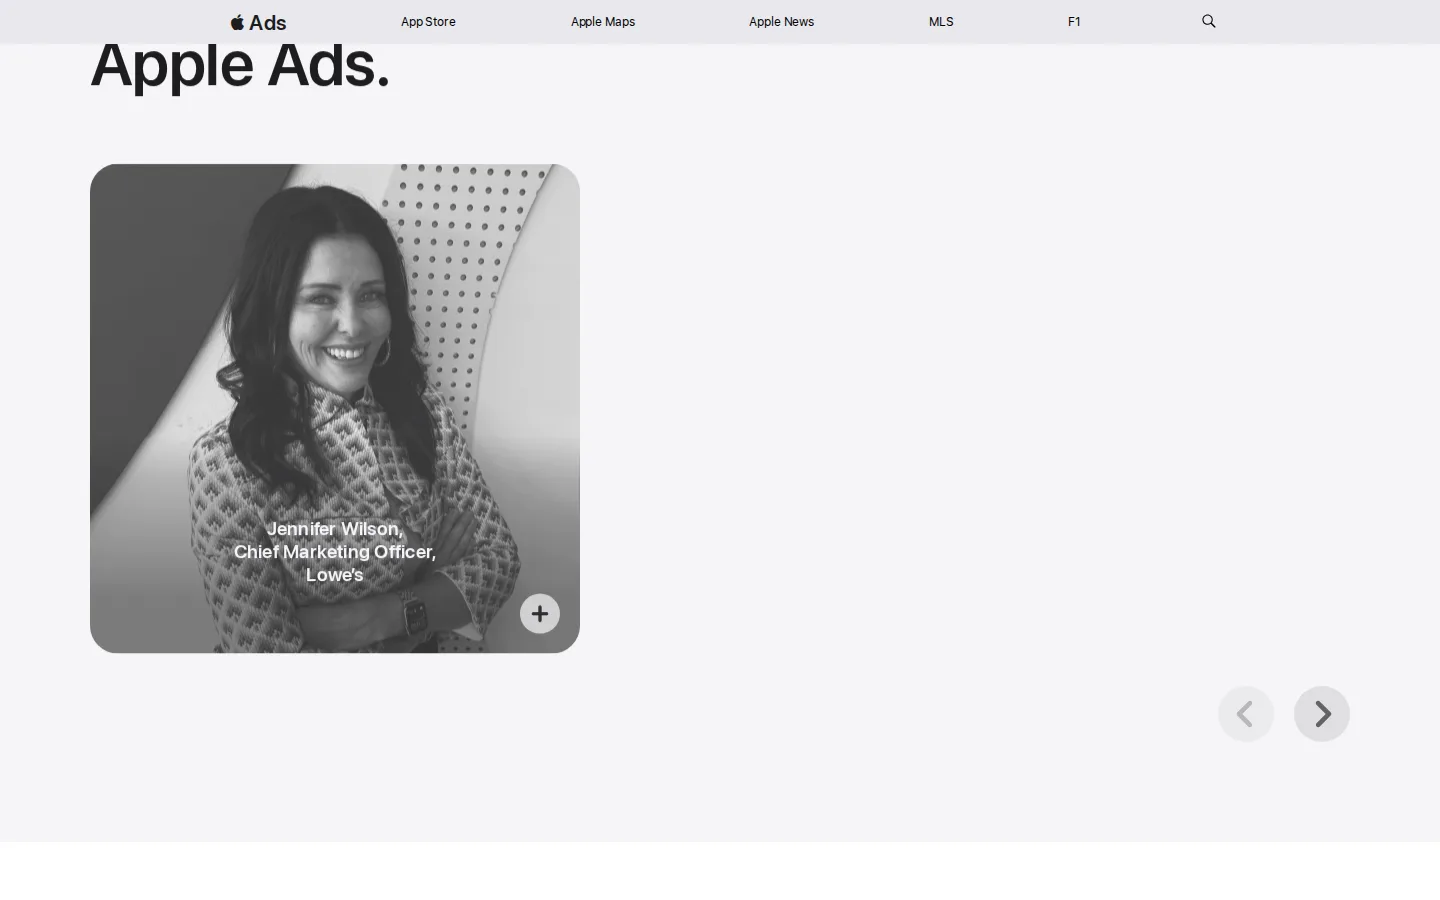 Ads
App Store
Apple Maps
Apple News
MLS
F1
Apple Ads.
Jennifer Wilson,
Chief Marketing Officer,
Lowe's